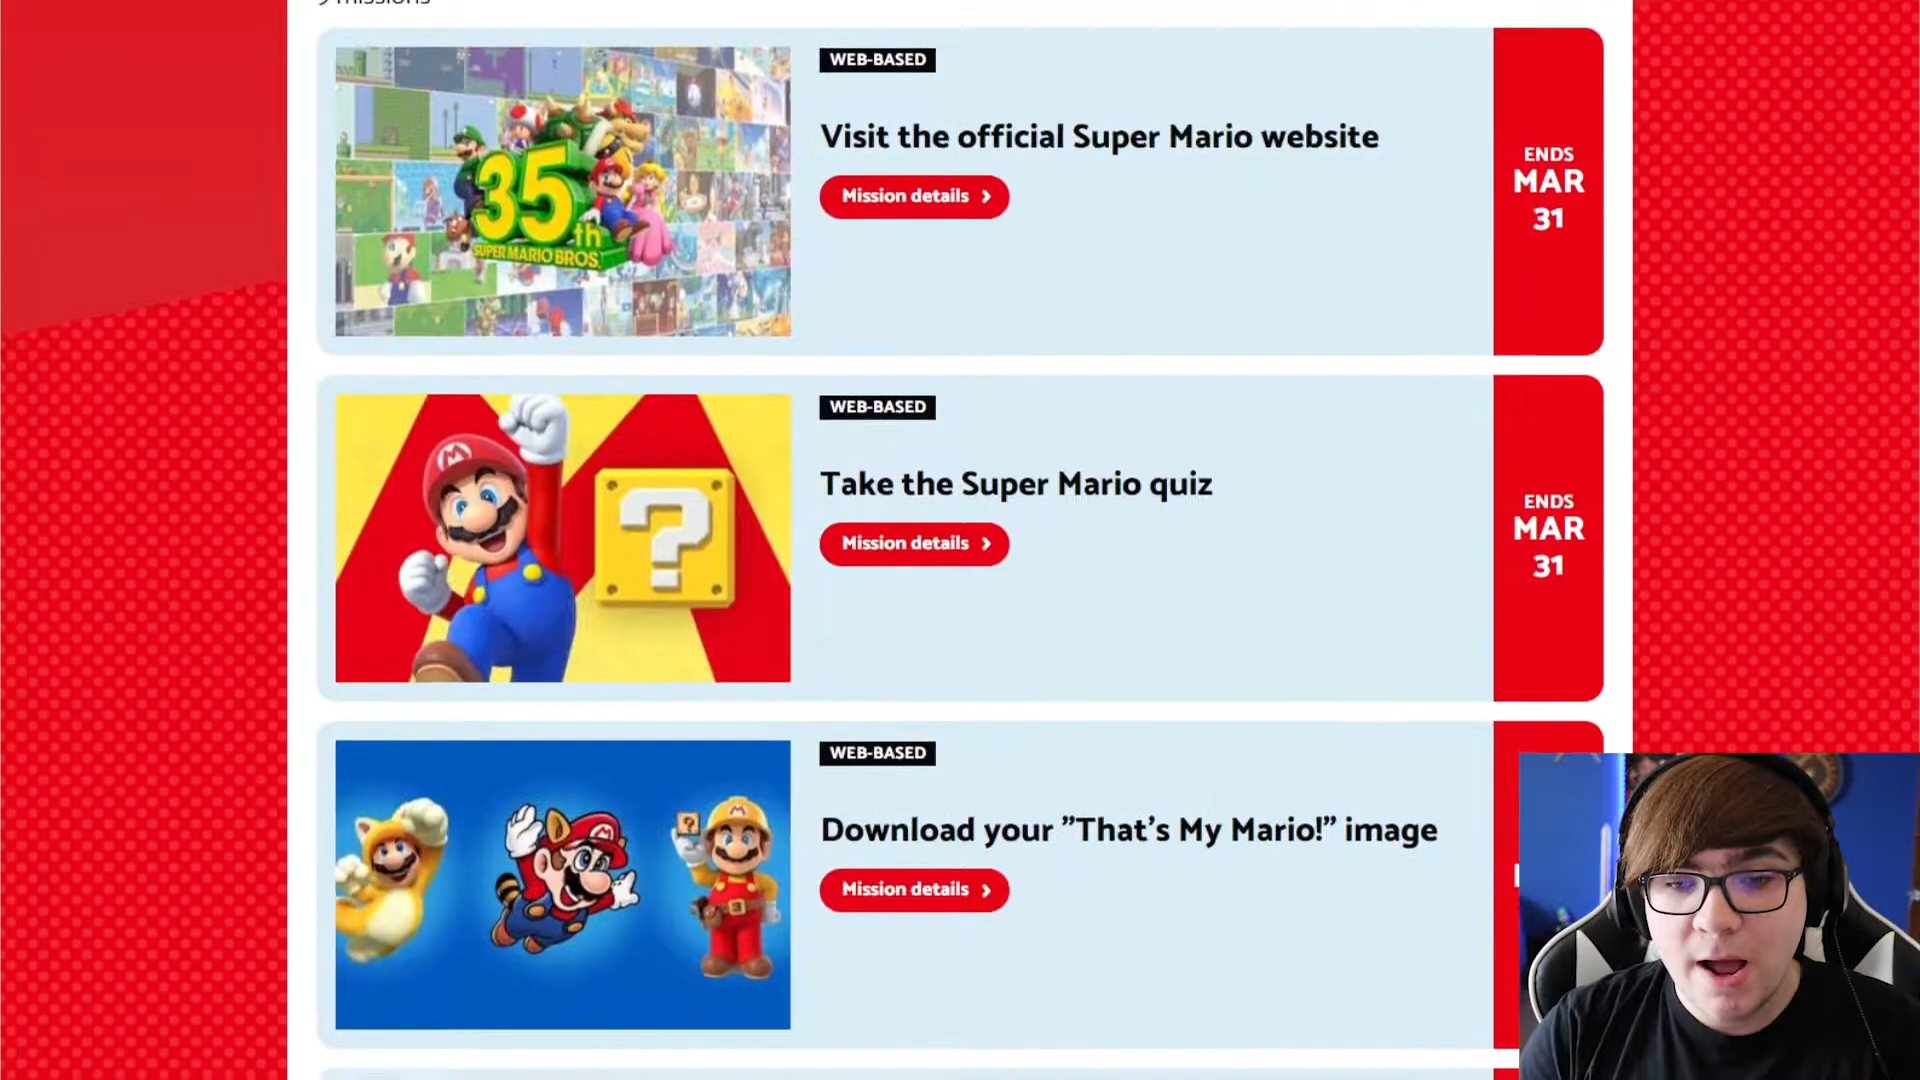 9 missions
WEB-BASED
Visit the official Super Mario website
Mission details
ENDS
MAR
31
35th
SUPER MARIO BROS.
WEB-BASED
Take the Super Mario quiz
Mission details
ENDS
MAR
31
M
?
WEB-BASED
Download your "That's My Mario!" image
Mission details